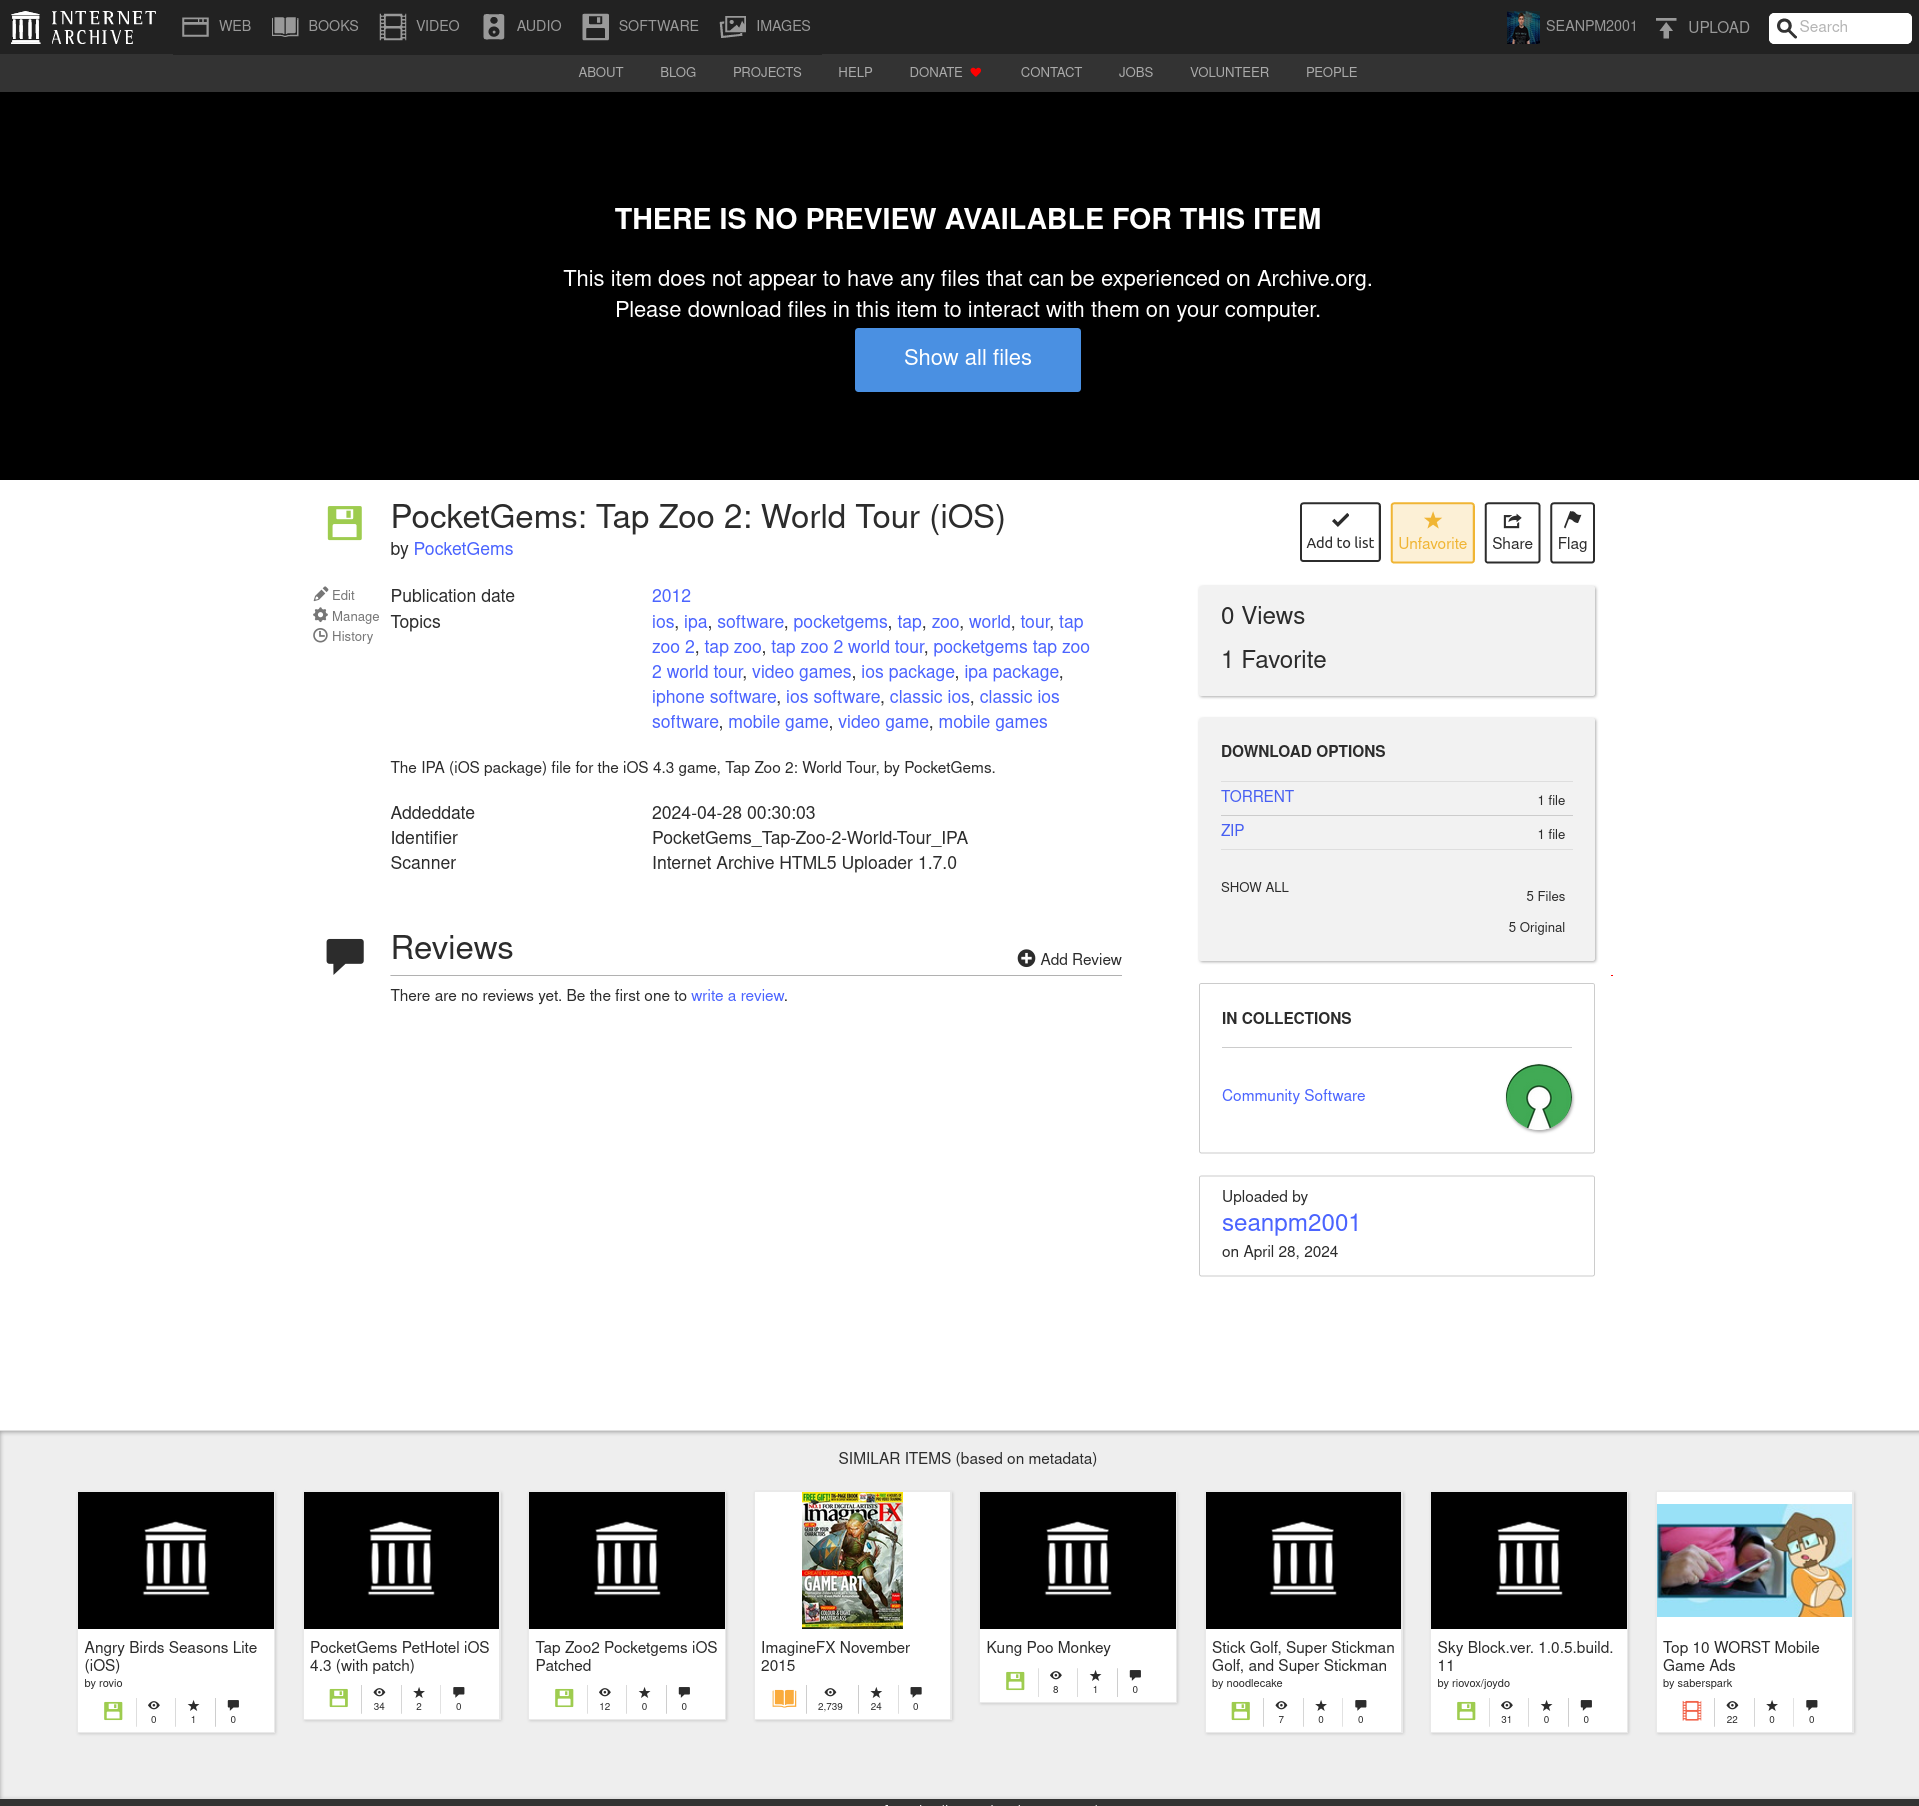 INTERNET ARCHIVE
WEB BOOKS VIDEO AUDIO SOFTWARE IMAGES SEANPM2001 UPLOAD Search
ABOUT BLOG PROJECTS HELP DONATE CONTACT JOBS VOLUNTEER PEOPLE
THERE IS NO PREVIEW AVAILABLE FOR THIS ITEM
This item does not appear to have any files that can be experienced on Archive.org.
Please download files in this item to interact with them on your computer.
Show all files
PocketGems: Tap Zoo 2: World Tour (iOS)
by PocketGems
Add to list
Unfavorite
Share
Flag
Edit
Manage
History
Publication date 2012
Topics ios, ipa, software, pocketgems, tap, zoo, world, tour, tap
zoo 2, tap zoo, tap zoo 2 world tour, pocketgems tap zoo
2 world tour, video games, ios package, ipa package,
iphone software, ios software, classic ios, classic ios
software, mobile game, video game, mobile games
The IPA (iOS package) file for the iOS 4.3 game, Tap Zoo 2: World Tour, by PocketGems.
Addeddate 2024-04-28 00:30:03
Identifier PocketGems_Tap-Zoo-2-World-Tour_IPA
Scanner Internet Archive HTML5 Uploader 1.7.0
Reviews
Add Review
There are no reviews yet. Be the first one to write a review.
0 Views
1 Favorite
DOWNLOAD OPTIONS
TORRENT 1 file
ZIP 1 file
SHOW ALL 5 Files
5 Original
IN COLLECTIONS
Community Software
Uploaded by
seanpm2001
on April 28, 2024
SIMILAR ITEMS (based on metadata)
Angry Birds Seasons Lite
(iOS)
by rovio
0 1 0
PocketGems PetHotel iOS
4.3 (with patch)
34 2 0
Tap Zoo2 Pocketgems iOS
Patched
12 0 0
FREE GIFT!
No.1 FOR DIGITAL ARTISTS
ImagineFX
GAME ART
ImagineFX November
2015
2,739 24 0
Kung Poo Monkey
8 1 0
Stick Golf, Super Stickman
Golf, and Super Stickman
by noodlecake
7 0 0
Sky Block.ver. 1.0.5.build.
11
by riovox/joydo
31 0 0
Top 10 WORST Mobile
Game Ads
by saberspark
22 0 0